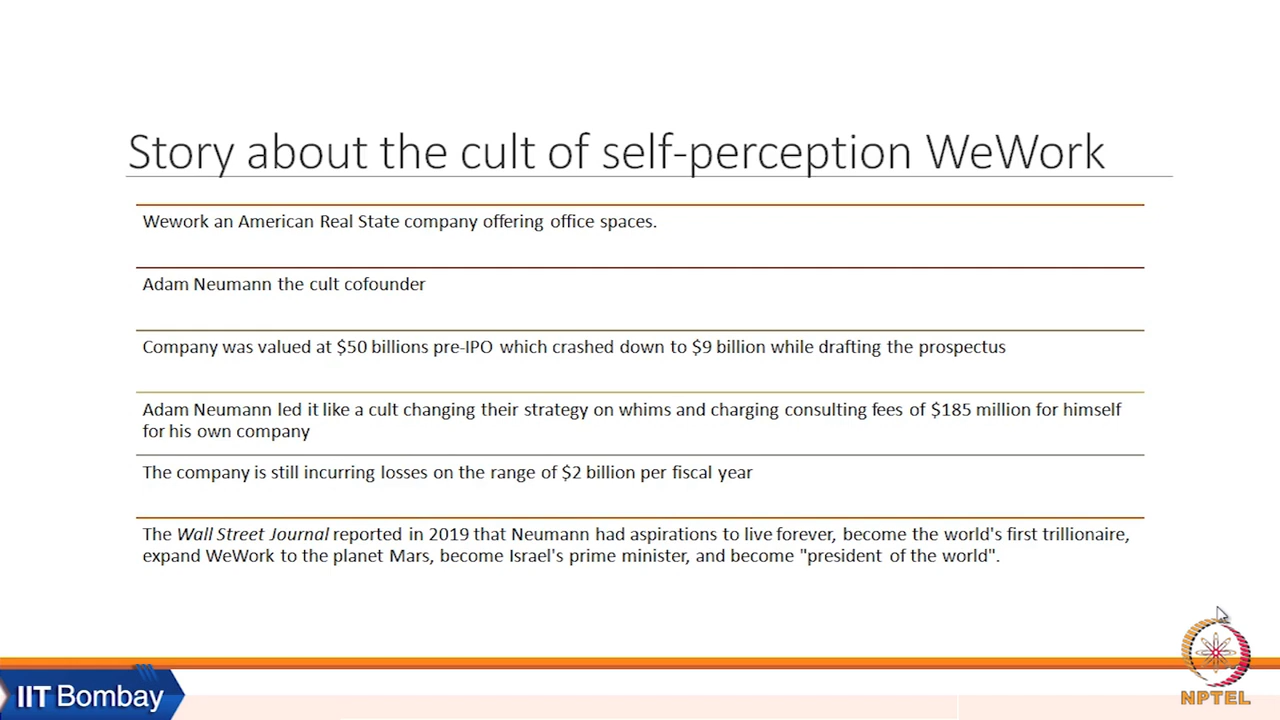 Story about the cult of self-perception WeWork
Wework an American Real State company offering office spaces.
Adam Neumann the cult cofounder
Company was valued at $50 billions pre-IPO which crashed down to $9 billion while drafting the prospectus
Adam Neumann led it like a cult changing their strategy on whims and charging consulting fees of $185 million for himself
for his own company
The company is still incurring losses on the range of $2 billion per fiscal year
The Wall Street Journal reported in 2019 that Neumann had aspirations to live forever, become the world's first trillionaire,
expand WeWork to the planet Mars, become Israel's prime minister, and become "president of the world".
IIT Bombay
NPTEL